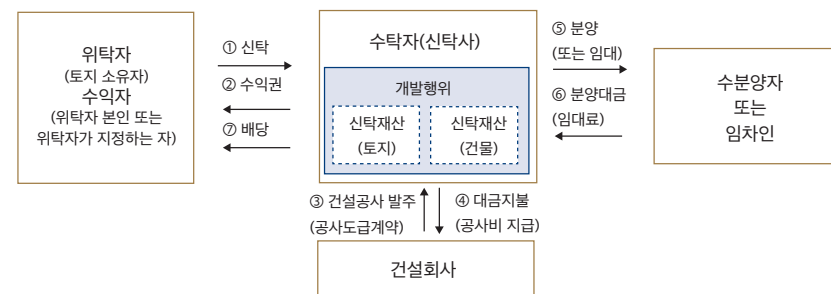 위탁자
(토지 소유자)
수익자
(위탁자 본인 또는
위탁자가 지정하는 자)
① 신탁
② 수익권
⑦ 배당
수탁자(신탁사)
개발행위
신탁재산
(토지)
신탁재산
(건물)
⑤ 분양
(또는 임대)
⑥ 분양대금
(임대료)
수분양자
또는
임차인
③ 건설공사 발주
(공사도급계약)
④ 대금지불
(공사비 지급)
건설회사